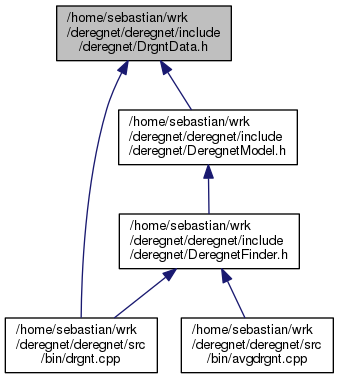 /home/sebastian/wrk
/deregnet/deregnet/include
/deregnet/DrgntData.h
/home/sebastian/wrk
/deregnet/deregnet/include
/deregnet/DeregnetModel.h
/home/sebastian/wrk
/deregnet/deregnet/include
/deregnet/DeregnetFinder.h
/home/sebastian/wrk
/deregnet/deregnet/src
/bin/drgnt.cpp
/home/sebastian/wrk
/deregnet/deregnet/src
/bin/avgdrgnt.cpp